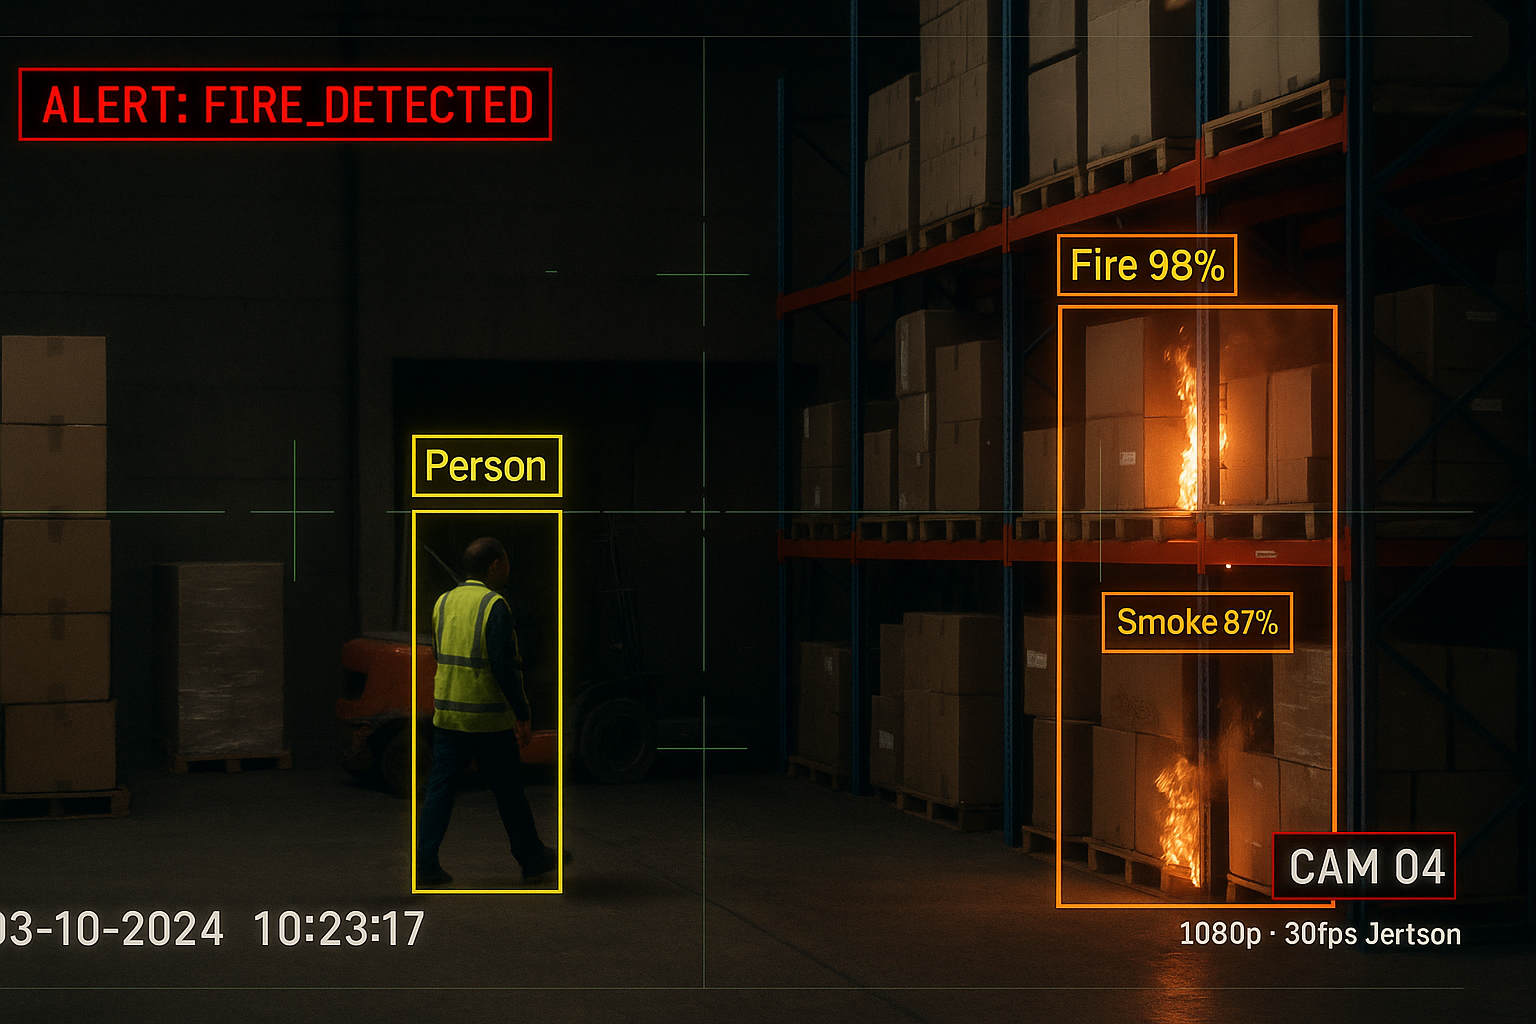 ALERT: FIRE_DETECTED
Fire 98%
Person
Smoke 87%
CAM 04
03-10-2024 10:23:17
1080p · 30fps Jertson